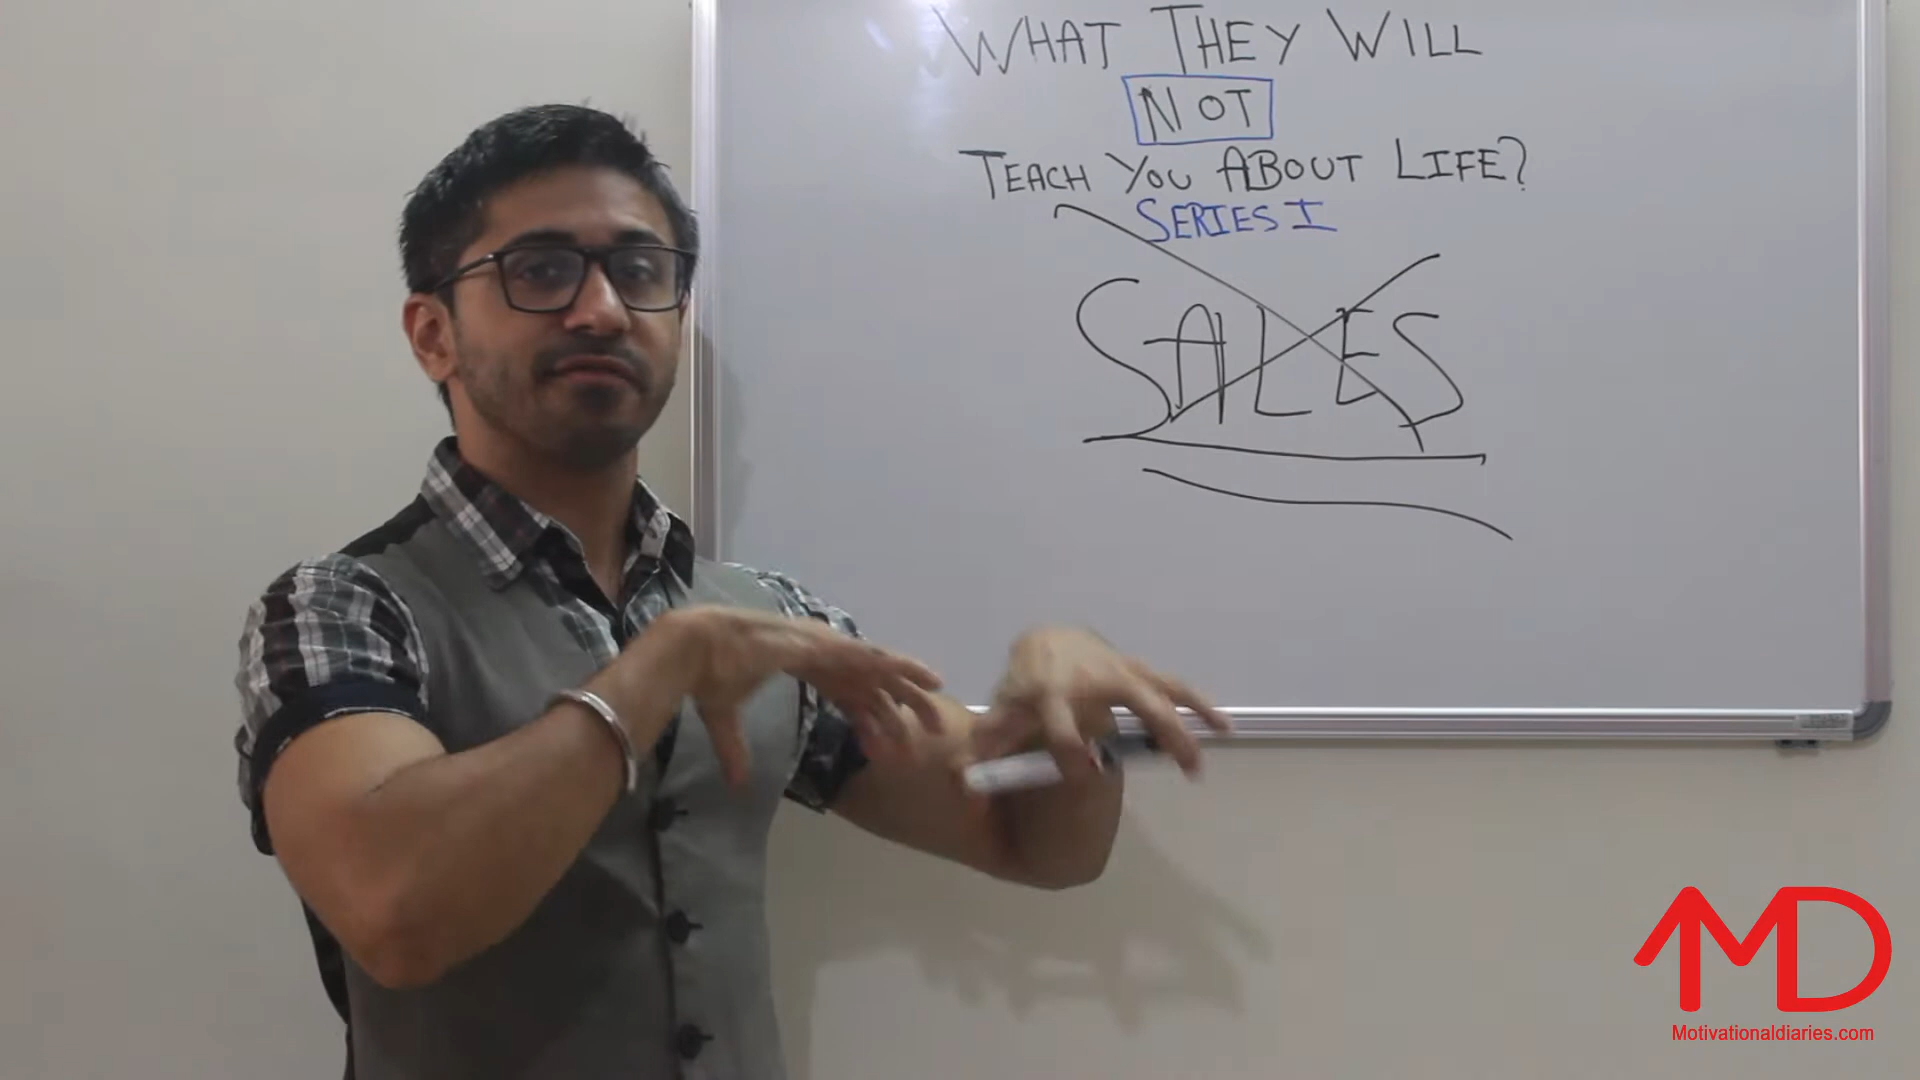 WHAT THEY WILL
NOT
TEACH YOU ABOUT LIFE?
SERIES I
SALES
MD
Motivationaldiaries.com